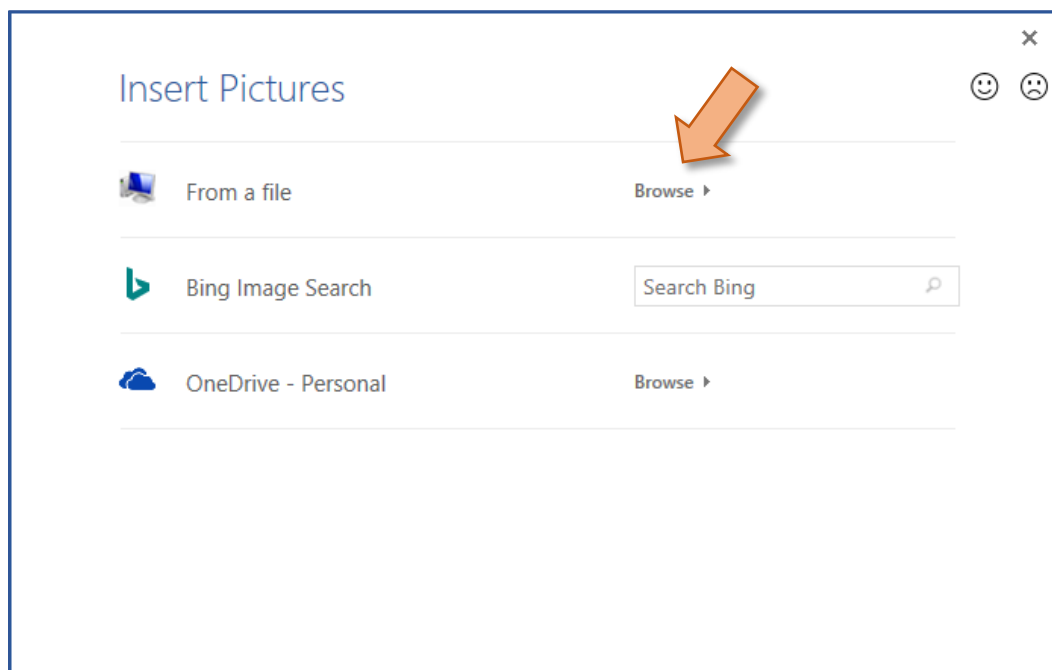 Insert Pictures
From a file
Browse
Bing Image Search
Search Bing
OneDrive - Personal
Browse